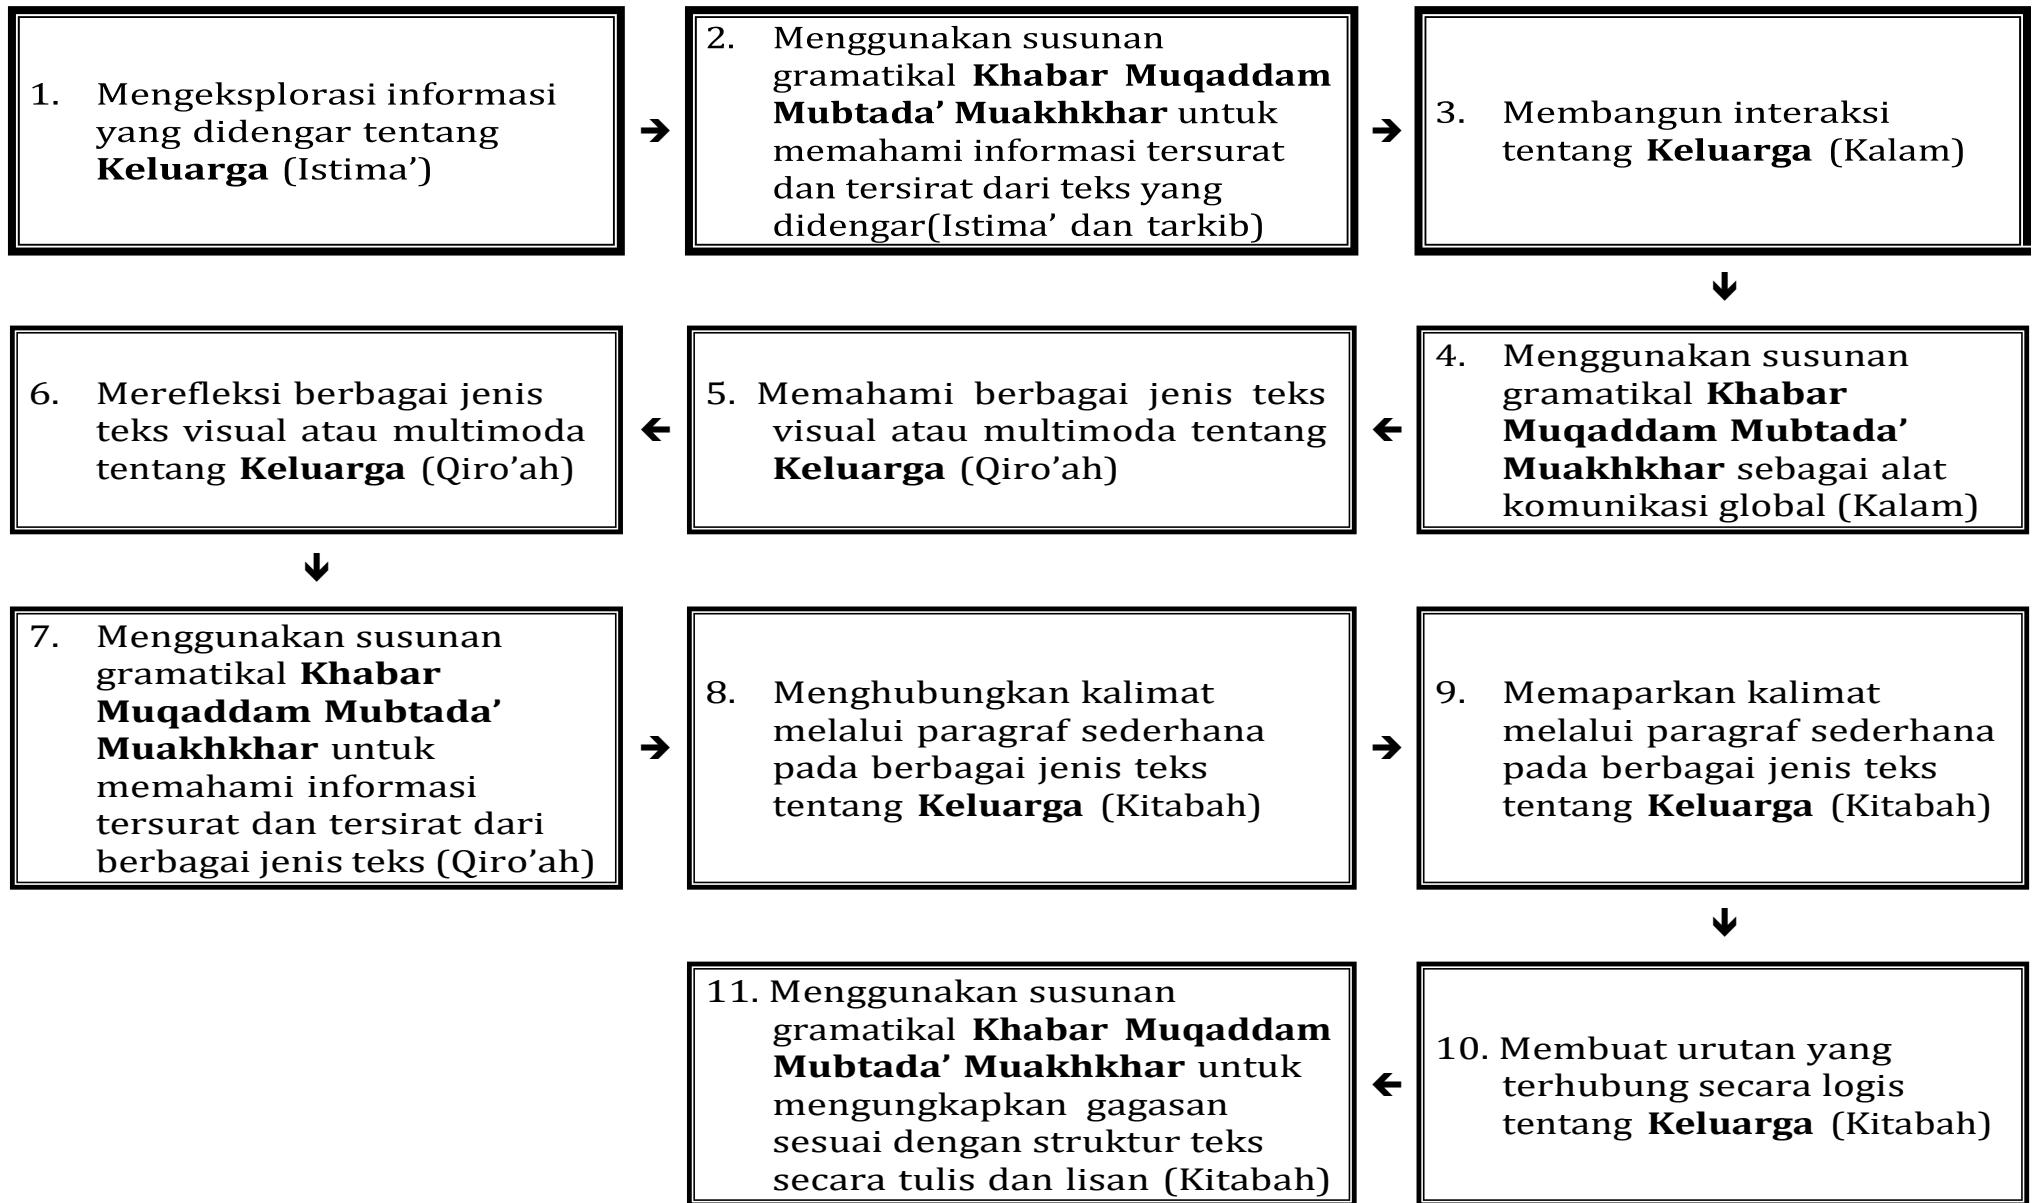 1. Mengeksplorasi informasi
yang didengar tentang
Keluarga (Istima’)
➔
2. Menggunakan susunan
gramatikal Khabar Muqaddam
Mubtada’ Muakhkhar untuk
memahami informasi tersurat
dan tersirat dari teks yang
didengar(Istima’ dan tarkib)
➔
3. Membangun interaksi
tentang Keluarga (Kalam)
🡻
4. Menggunakan susunan
gramatikal Khabar
Muqaddam Mubtada’
Muakhkhar sebagai alat
komunikasi global (Kalam)
🡸
5. Memahami berbagai jenis teks
visual atau multimoda tentang
Keluarga (Qiro’ah)
🡸
6. Merefleksi berbagai jenis
teks visual atau multimoda
tentang Keluarga (Qiro’ah)
🡻
7. Menggunakan susunan
gramatikal Khabar
Muqaddam Mubtada’
Muakhkhar untuk
memahami informasi
tersurat dan tersirat dari
berbagai jenis teks (Qiro’ah)
➔
8. Menghubungkan kalimat
melalui paragraf sederhana
pada berbagai jenis teks
tentang Keluarga (Kitabah)
➔
9. Memaparkan kalimat
melalui paragraf sederhana
pada berbagai jenis teks
tentang Keluarga (Kitabah)
🡻
10. Membuat urutan yang
terhubung secara logis
tentang Keluarga (Kitabah)
🡸
11. Menggunakan susunan
gramatikal Khabar Muqaddam
Mubtada’ Muakhkhar untuk
mengungkapkan gagasan
sesuai dengan struktur teks
secara tulis dan lisan (Kitabah)